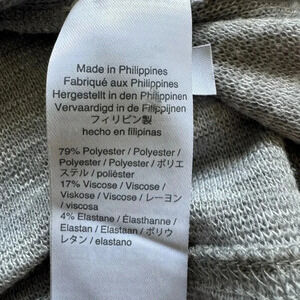 Made in Philippines
Fabriqué aux Philippines
Hergestellt in den Philippinen
Vervaardigd in de Filippijnen
フィリピン製
hecho en filipinas
79% Polyester / Polyester /
Polyester / Polyester / ポリエ
ステル / poliéster
17% Viscose / Viscose /
Viskose / Viscose / レーヨン
/ viscosa
4% Elastane / Élasthanne /
Elastan / Elastaan / ポリウ
レタン / elastano